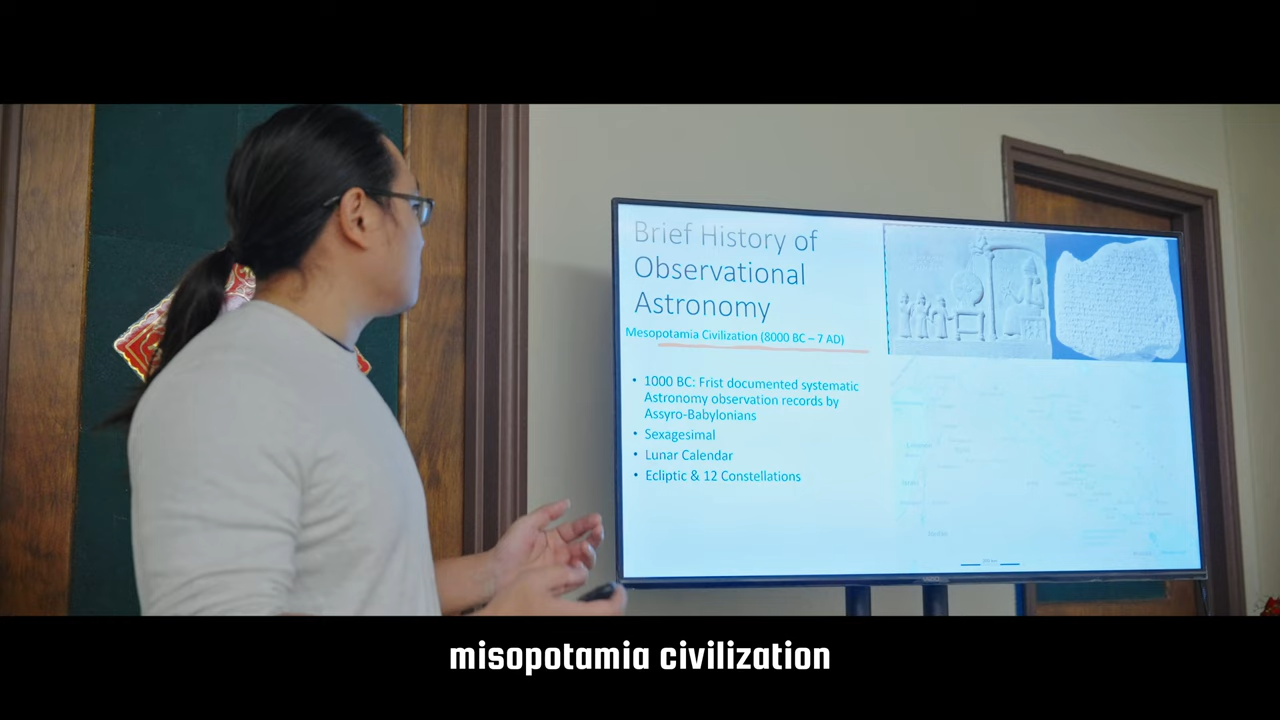 Brief History of
Observational
Astronomy
Mesopotamia Civilization (8000 BC – 7 AD)
• 1000 BC: Frist documented systematic
Astronomy observation records by
Assyro-Babylonians
• Sexagesimal
• Lunar Calendar
• Ecliptic & 12 Constellations
misopotamia civilization